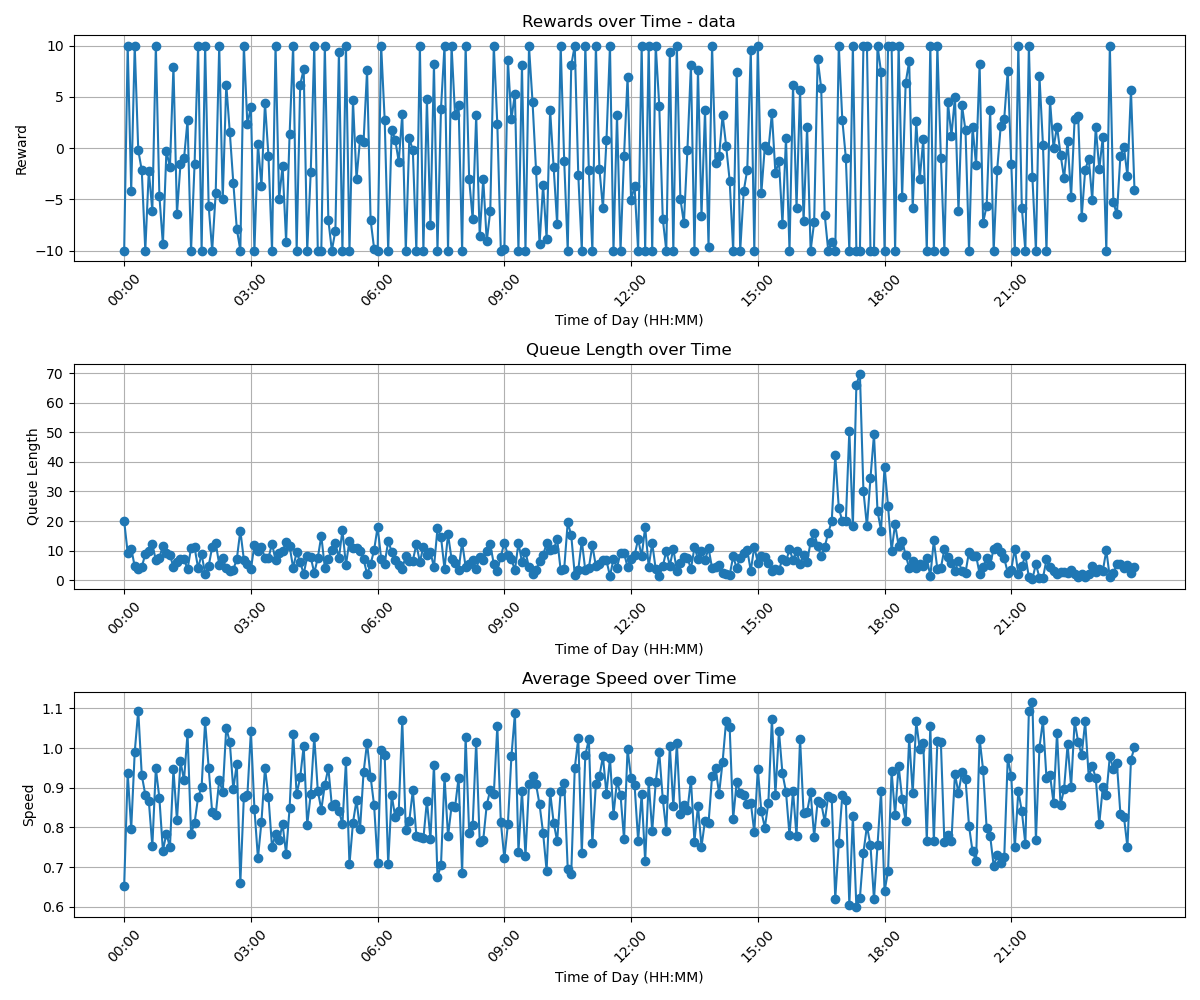 Rewards over Time - data
10
5
0
−5
−10
Reward
00:00 03:00 06:00 09:00 12:00 15:00 18:00 21:00
Time of Day (HH:MM)
Queue Length over Time
70
60
50
40
30
20
10
0
Queue Length
00:00 03:00 06:00 09:00 12:00 15:00 18:00 21:00
Time of Day (HH:MM)
Average Speed over Time
1.1
1.0
0.9
0.8
0.7
0.6
Speed
00:00 03:00 06:00 09:00 12:00 15:00 18:00 21:00
Time of Day (HH:MM)